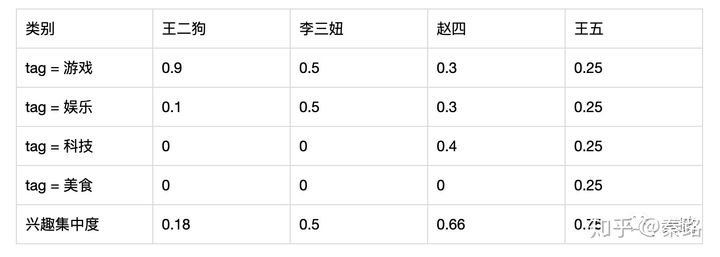 类别 王二狗 李三妞 赵四 王五
tag = 游戏 0.9 0.5 0.3 0.25
tag = 娱乐 0.1 0.5 0.3 0.25
tag = 科技 0 0 0.4 0.25
tag = 美食 0 0 0 0.25
兴趣集中度 0.18 0.5 0.66 0.75
知乎 @秦路